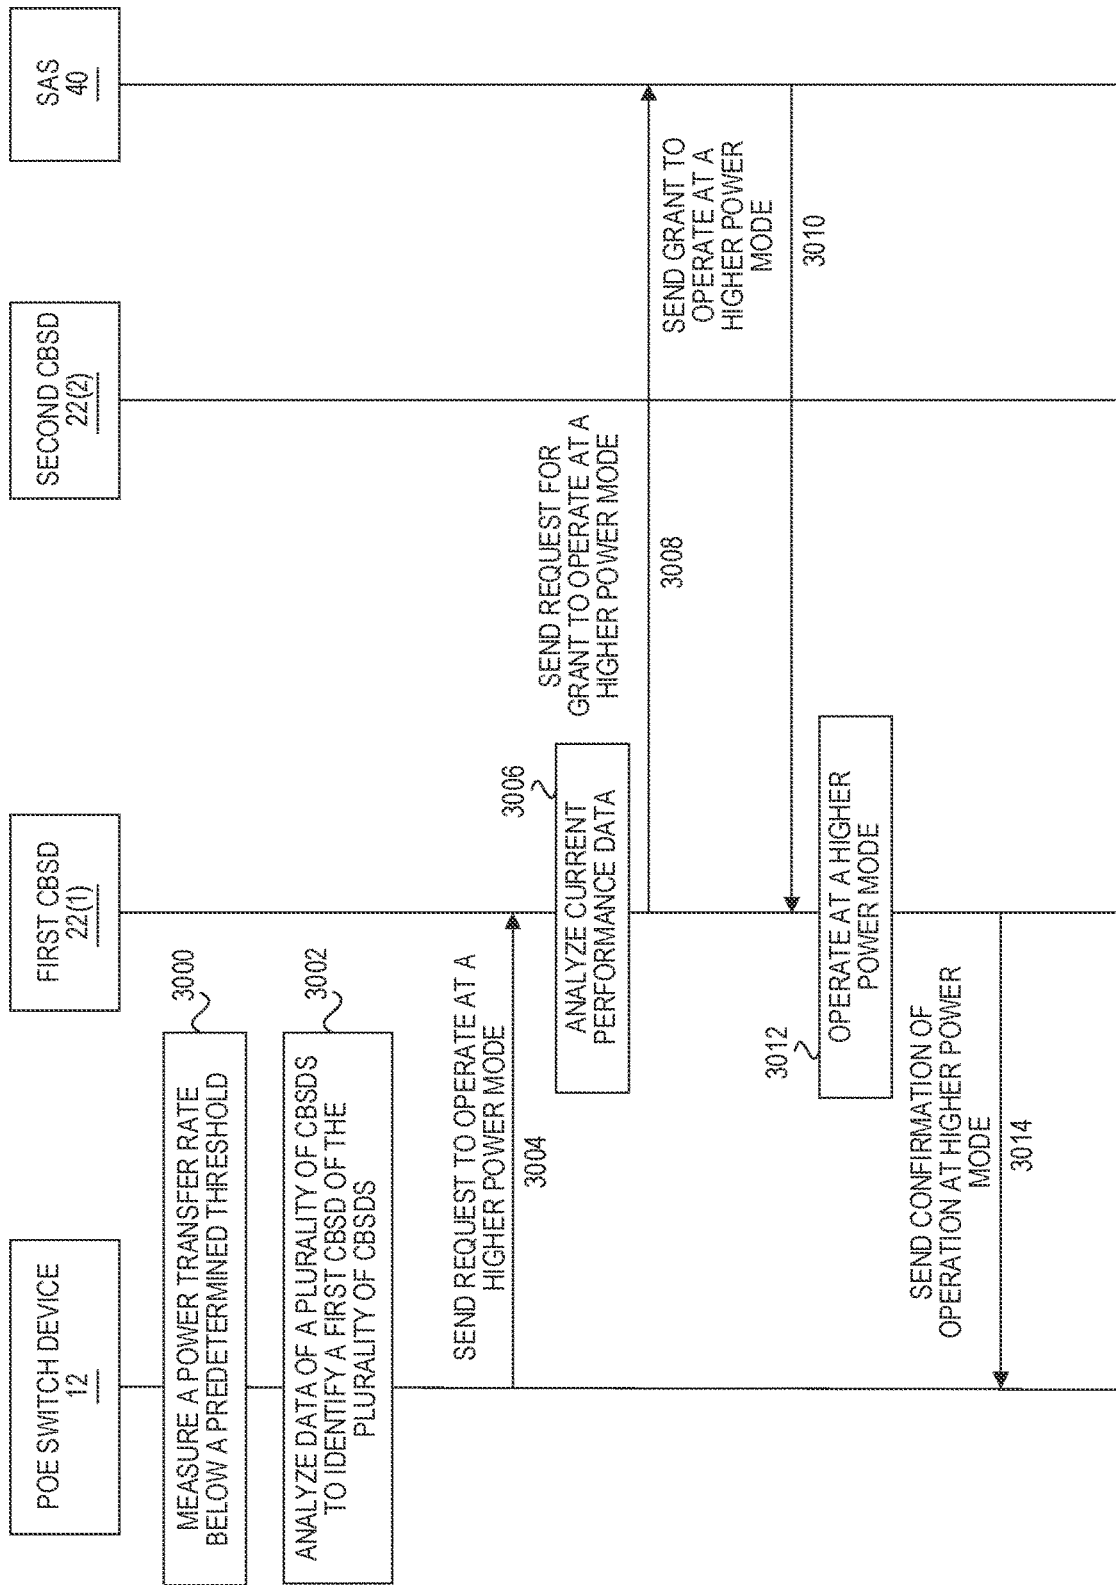 POE SWITCH DEVICE
12
FIRST CBSD
22(1)
SECOND CBSD
22(2)
SAS
40
MEASURE A POWER TRANSFER RATE
BELOW A PREDETERMINED THRESHOLD
3000
ANALYZE DATA OF A PLURALITY OF CBSDS
TO IDENTIFY A FIRST CBSD OF THE
PLURALITY OF CBSDS
3002
SEND REQUEST TO OPERATE AT A
HIGHER POWER MODE
3004
3006
ANALYZE CURRENT
PERFORMANCE DATA
SEND REQUEST FOR
GRANT TO OPERATE AT A
HIGHER POWER MODE
3008
SEND GRANT TO
OPERATE AT A
HIGHER POWER
MODE
3010
3012
OPERATE AT A HIGHER
POWER MODE
SEND CONFIRMATION OF
OPERATION AT HIGHER POWER
MODE
3014